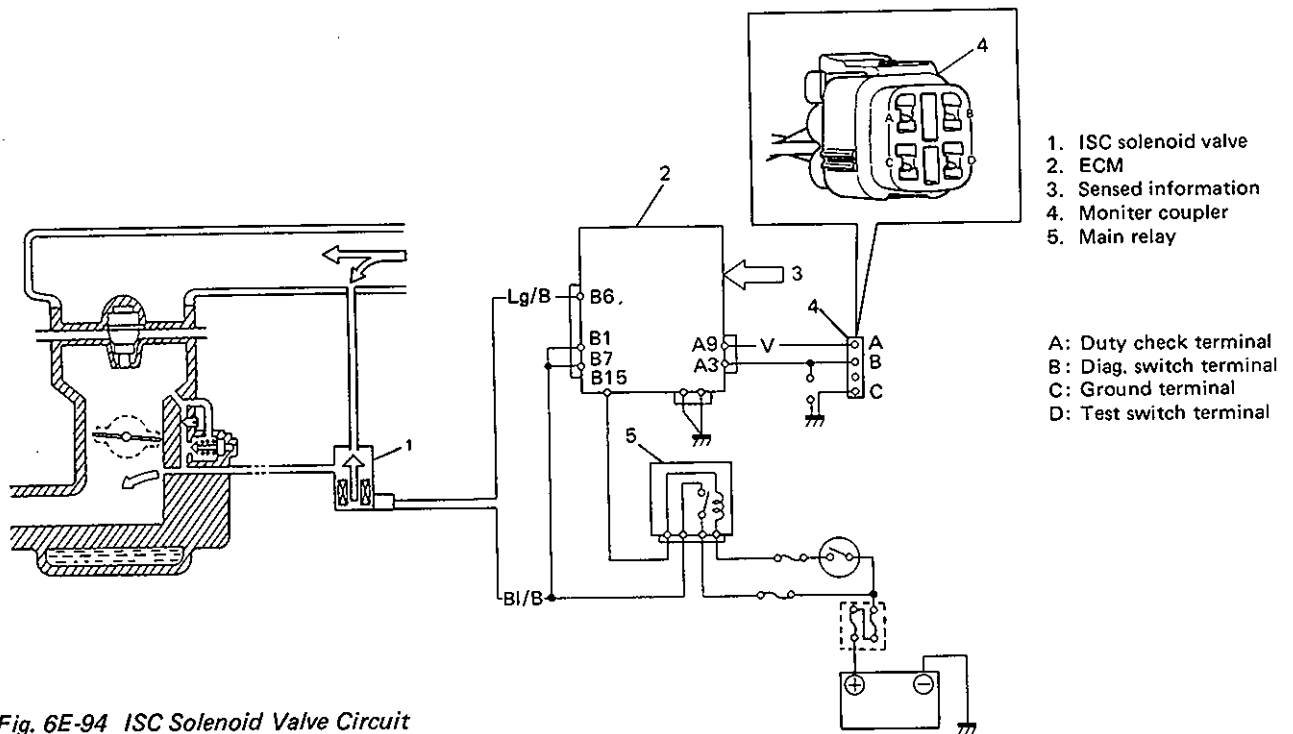 4
A
B
C
D
1. ISC solenoid valve
2. ECM
3. Sensed information
4. Moniter coupler
5. Main relay
2
3
Lg/B
B6.
B1
B7
B15
A9
A3
V
4
A
B
C
A: Duty check terminal
B: Diag. switch terminal
C: Ground terminal
D: Test switch terminal
1
5
Bl/B
+
−
Fig. 6E-94 ISC Solenoid Valve Circuit